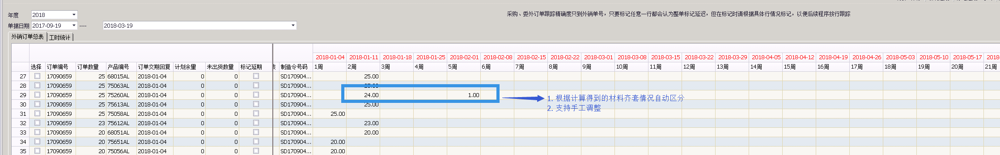 年度 2018
采购、委外订单跟踪精确度只到外销单号，只要标记任意一行都会认为整单标记延迟，但在标记时请根据具体行情况标记，以便后续程序按行跟踪
单据日期 2017-09-19 ---- 2018-03-19
外销订单总表 工时统计
2018-01-04 2018-01-11 2018-01-18 2018-01-25 2018-02-01 2018-02-08 2018-02-15 2018-02-22 2018-03-01 2018-03-08 2018-03-15 2018-03-22 2018-03-29 2018-04-05 2018-04-12 2018-04-19 2018-04-26 2018-05-03 2018-05-10 2018-05-17 2018-
选择 订单编号 订单数量 产品编号 订单交期回复 计划余量 未出货数量 标记延期 制造令号码 1周 2周 3周 4周 5周 6周 7周 8周 9周 10周 11周 12周 13周 14周 15周 16周 17周 18周 19周 20周 21周
27 17090659 25 68015AL 2018-01-04 0 0 SD170904... 25.00
28 17090659 25 75063AL 2018-01-04 0 0 SD170904...
29 17090659 25 75260AL 2018-01-04 0 0 SD170904... 24.00 1.00
30 17090659 25 75613AL 2018-01-04 0 0 SD170904... 25.00
31 17090659 25 75058AL 2018-01-04 0 0 SD170904... 25.00
32 17090659 23 75612AL 2018-01-04 0 0 SD170904... 23.00
33 17090659 20 68051AL 2018-01-04 0 0 SD170904... 20.00
34 17090659 20 75651AL 2018-01-04 0 0 SD170904... 20.00
35 17090659 20 75056AL 2018-01-04 0 0 SD170904... 20.00
1. 根据计算得到的材料齐套情况自动区分
2. 支持手工调整